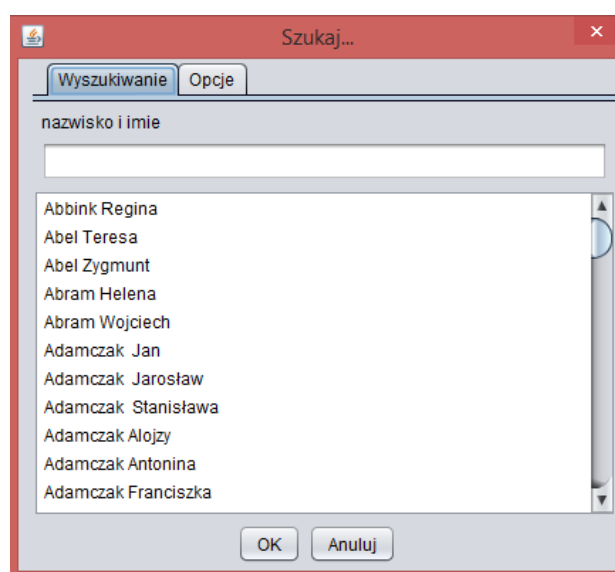 Szukaj...
Wyszukiwanie Opcje
nazwisko i imie
Abbink Regina
Abel Teresa
Abel Zygmunt
Abram Helena
Abram Wojciech
Adamczak  Jan
Adamczak  Jarosław
Adamczak  Stanisława
Adamczak Alojzy
Adamczak Antonina
Adamczak Franciszka
OK Anuluj